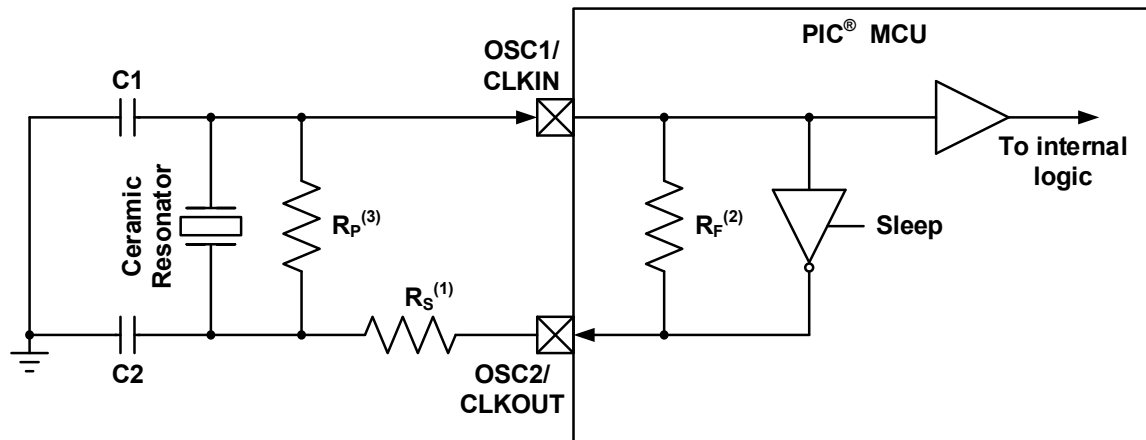 PIC® MCU
OSC1/
CLKIN
C1
To internal
logic
Ceramic
Resonator
RP(3)
RF(2)
Sleep
RS(1)
C2
OSC2/
CLKOUT